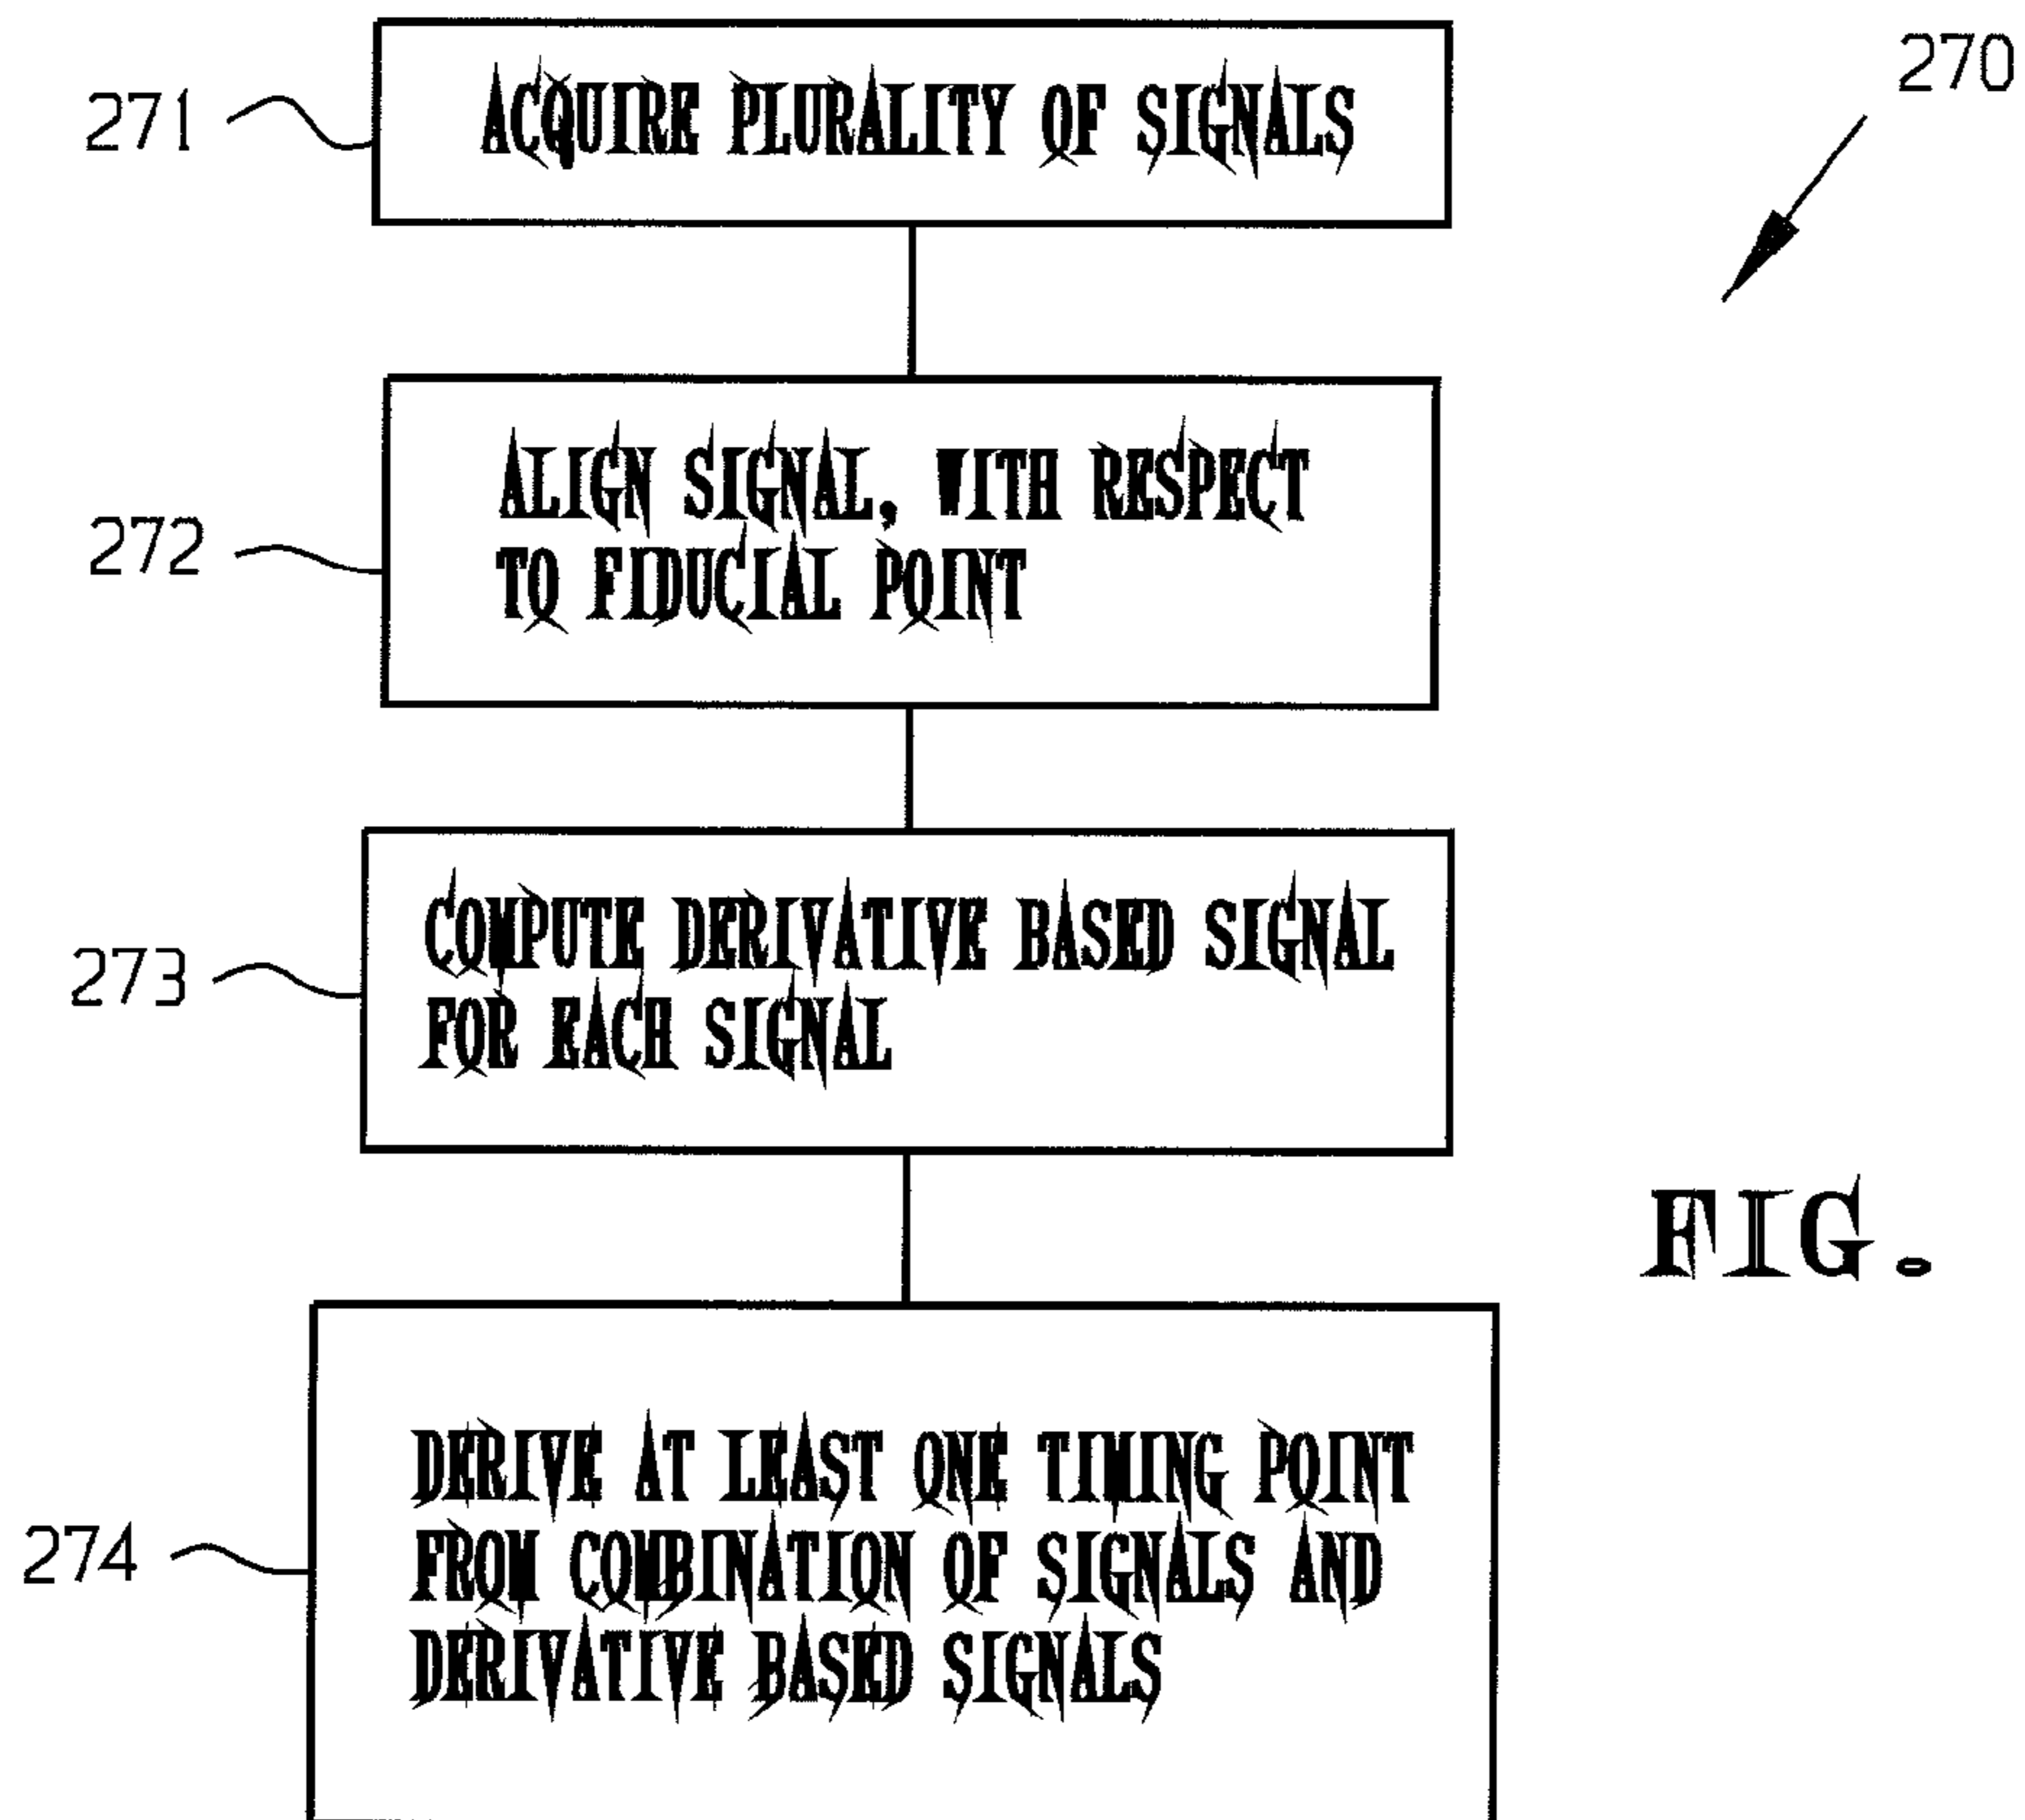 270
271
ACQUIRE PLURALITY OF SIGNALS
272
ALIGN SIGNAL, WITH RESPECT
TO FIDUCIAL POINT
273
COMPUTE DERIVATIVE BASED SIGNAL
FOR EACH SIGNAL
FIG.
274
DERIVE AT LEAST ONE TIMING POINT
FROM COMBINATION OF SIGNALS AND
DERIVATIVE BASED SIGNALS